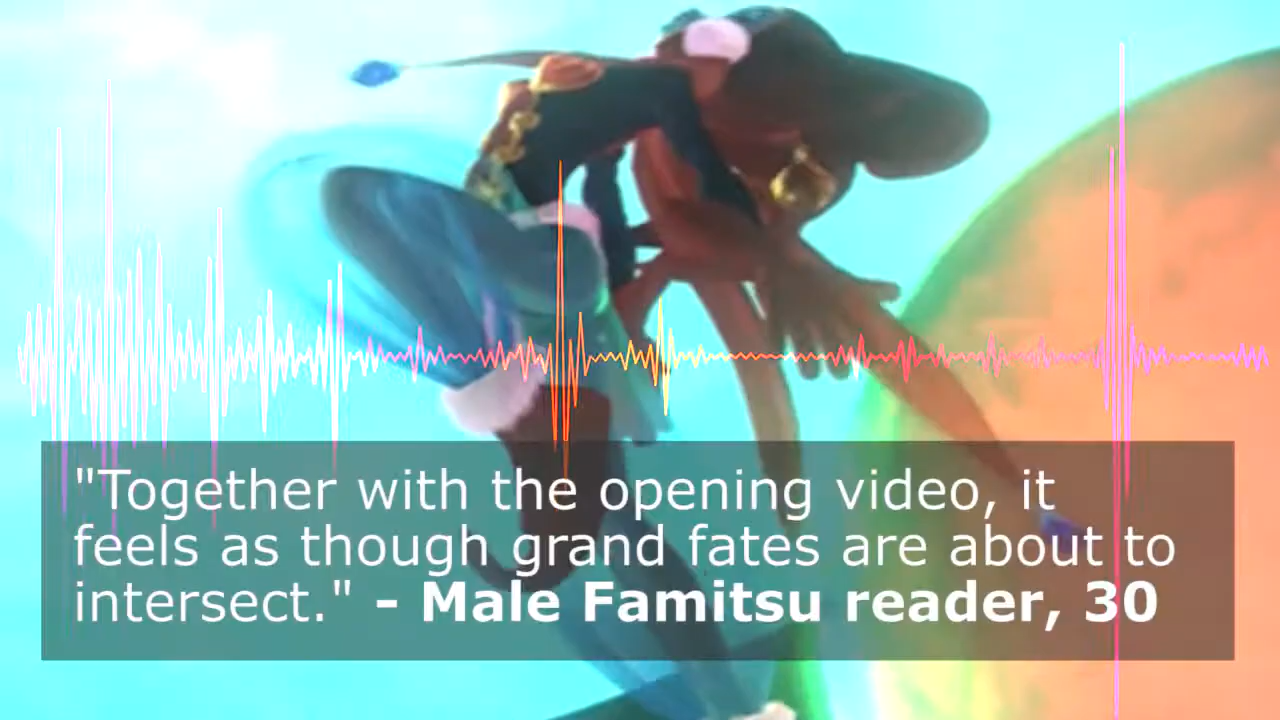 "Together with the opening video, it
feels as though grand fates are about to
intersect." - Male Famitsu reader, 30